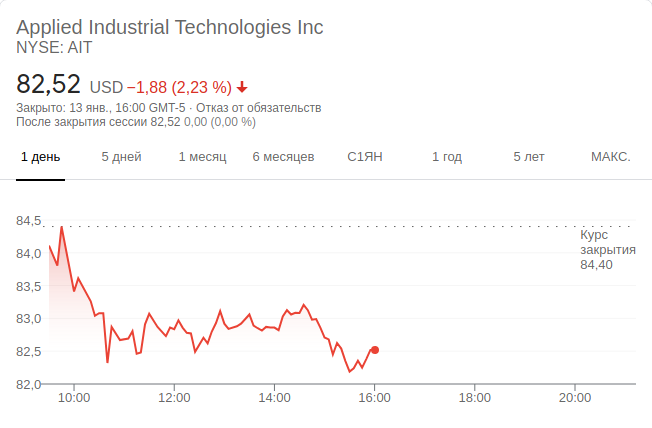 Applied Industrial Technologies Inc
NYSE: AIT
82,52 USD −1,88 (2,23 %)
Закрыто: 13 янв., 16:00 GMT-5 · Отказ от обязательств
После закрытия сессии 82,52 0,00 (0,00 %)
1 день 5 дней 1 месяц 6 месяцев С1ЯН 1 год 5 лет МАКС.
84,5
Курс
закрытия
84,40
84,0
83,5
83,0
82,5
82,0
10:00 12:00 14:00 16:00 18:00 20:00